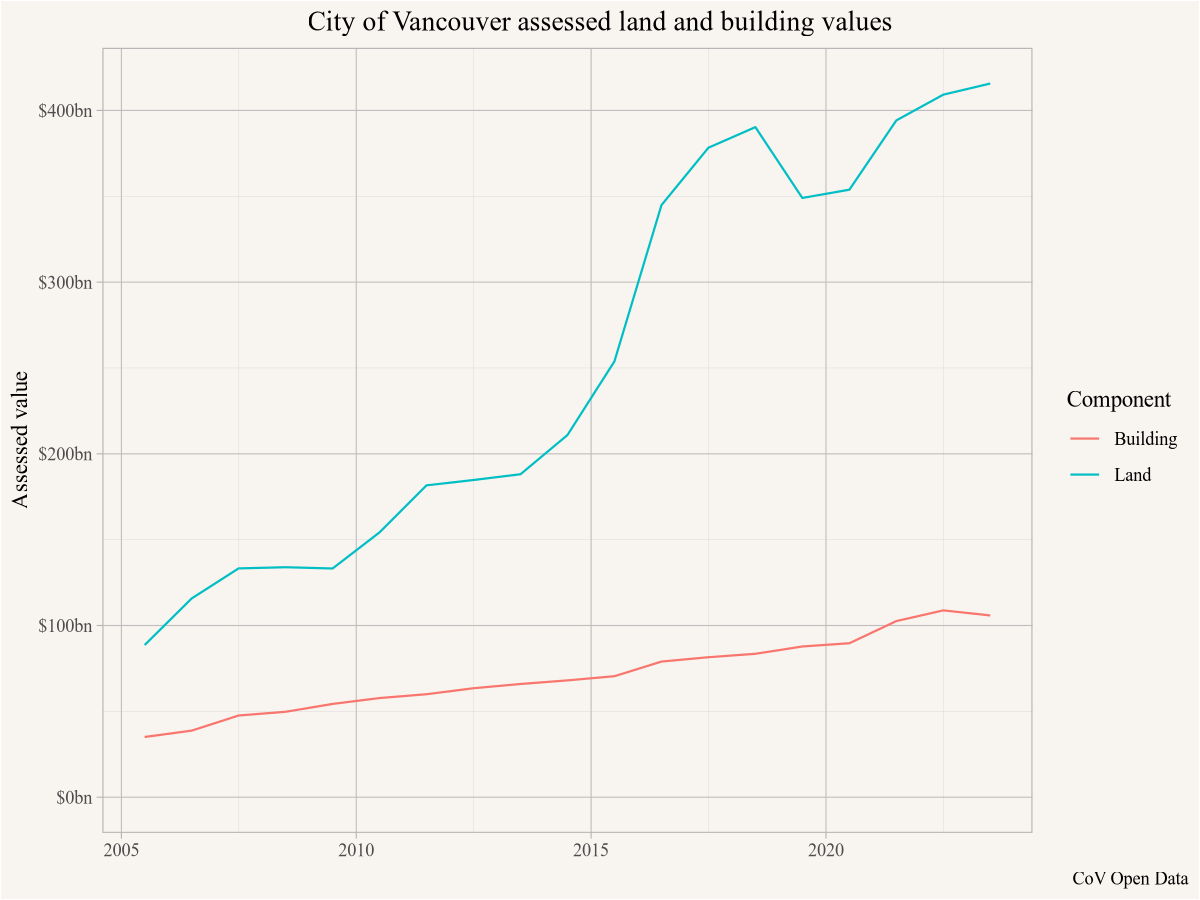 City of Vancouver assessed land and building values
$400bn
$300bn
$200bn
$100bn
$0bn
Assessed value
2005 2010 2015 2020
Component
Building
Land
CoV Open Data